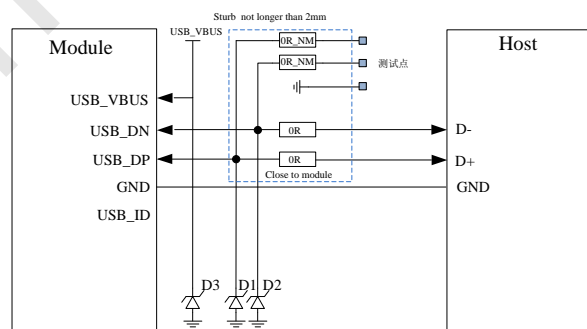 Sturb not longer than 2mm
USB_VBUS
0R_NM
0R_NM
测试点
Module
Host
USB_VBUS
USB_DN
0R
D-
USB_DP
0R
D+
Close to module
GND
GND
USB_ID
D3
D1
D2